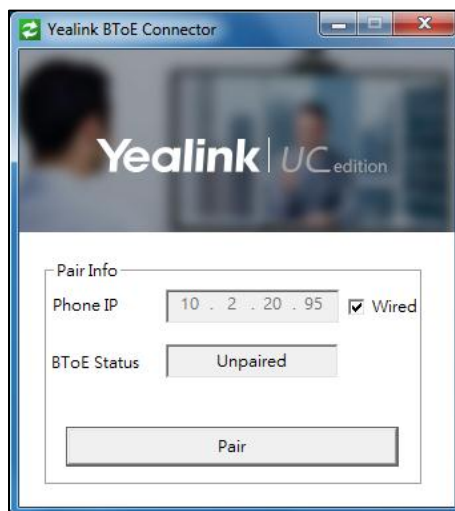 Yealink BToE Connector
Yealink | UC edition
Pair Info
Phone IP 10 . 2 . 20 . 95 Wired
BToE Status Unpaired
Pair